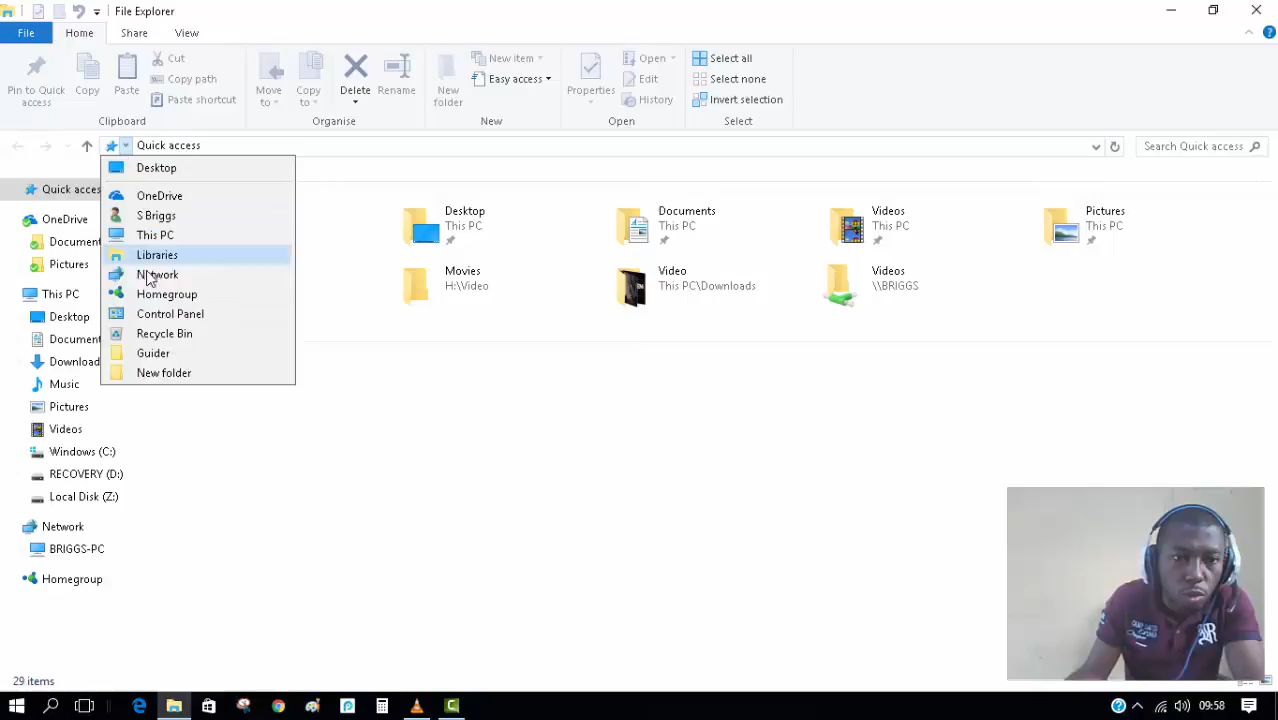 File Explorer
File Home Share View
Pin to Quick access
Copy
Paste
Cut
Copy path
Paste shortcut
Clipboard
Move to
Copy to
Delete
Rename
Organise
New folder
New item
Easy access
New
Properties
Open
Edit
History
Open
Select all
Select none
Invert selection
Select
Quick access
Search Quick access
Desktop
OneDrive
S Briggs
This PC
Libraries
Network
Homegroup
Control Panel
Recycle Bin
Guider
New folder
Quick acces
OneDrive
Document
Pictures
This PC
Desktop
Document
Download
Music
Pictures
Videos
Windows (C:)
RECOVERY (D:)
Local Disk (Z:)
Network
BRIGGS-PC
Homegroup
Desktop
This PC
Documents
This PC
Videos
This PC
Pictures
This PC
Movies
H:\Video
Video
This PC\Downloads
Videos
\\BRIGGS
29 items
09:58